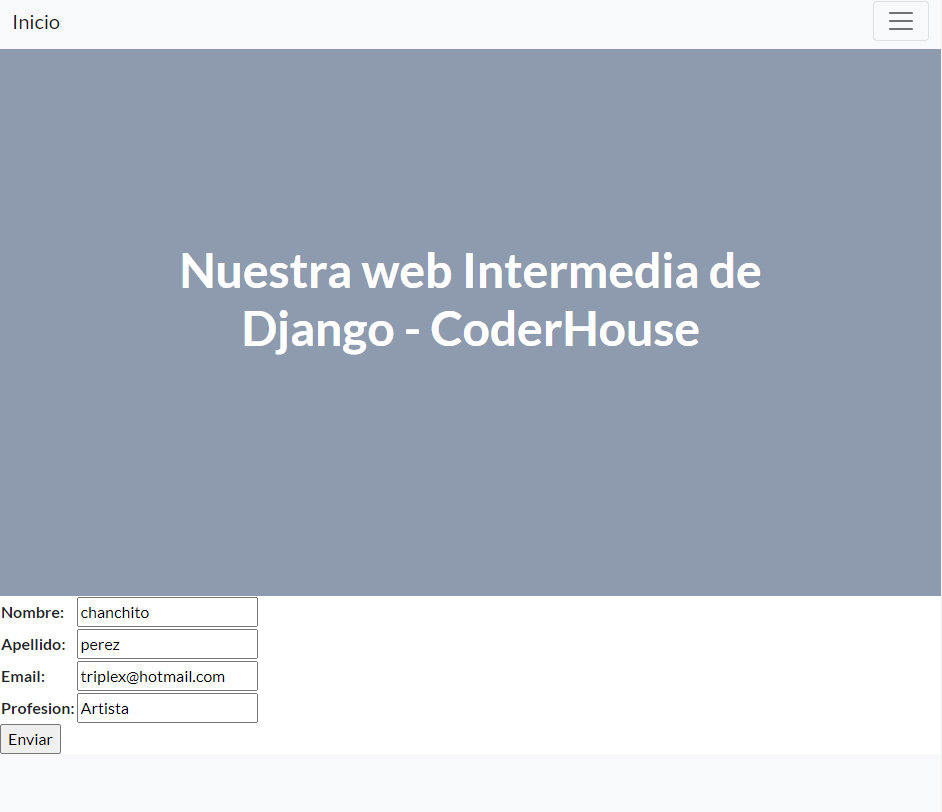 Inicio
Nuestra web Intermedia de
Django - CoderHouse
Nombre: chanchito
Apellido: perez
Email: triplex@hotmail.com
Profesion: Artista
Enviar